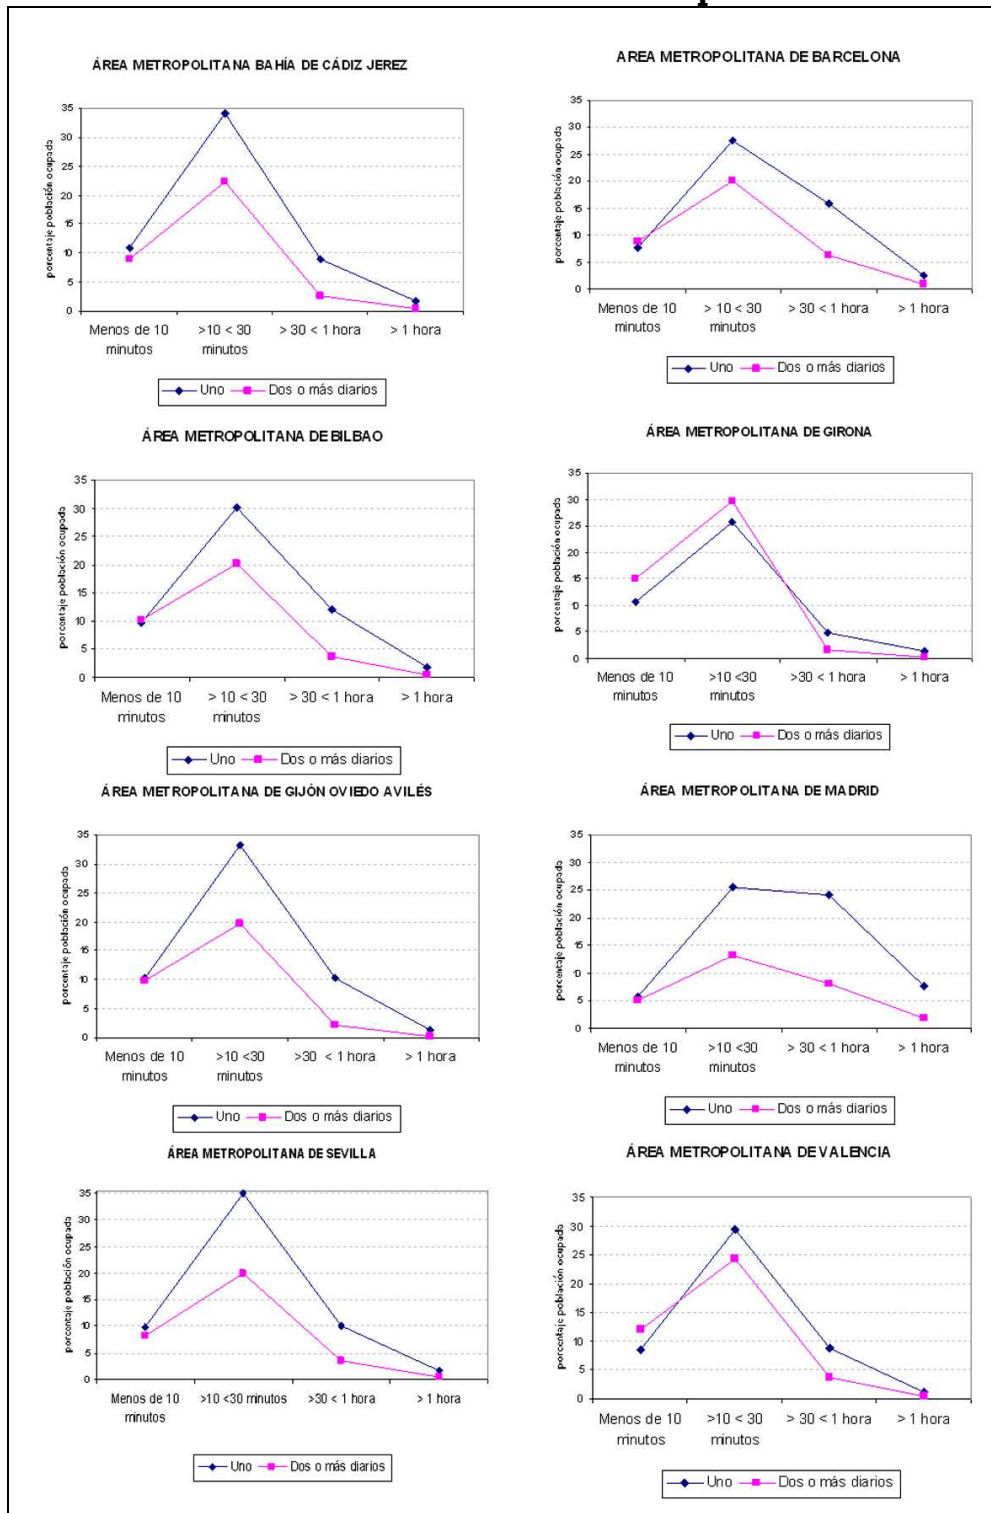 ÁREA METROPOLITANA BAHÍA DE CÁDIZ JEREZ
porcentaje población ocupada
35
30
25
20
15
10
5
0
Menos de 10 minutos
>10 < 30 minutos
> 30 < 1 hora
> 1 hora
Uno
Dos o más diarios
ÁREA METROPOLITANA DE BARCELONA
porcentaje población ocupada
35
30
25
20
15
10
5
0
Menos de 10 minutos
>10 < 30 minutos
> 30 < 1 hora
> 1 hora
Uno
Dos o más diarios
ÁREA METROPOLITANA DE BILBAO
porcentaje población ocupada
35
30
25
20
15
10
5
0
Menos de 10 minutos
>10 < 30 minutos
> 30 < 1 hora
> 1 hora
Uno
Dos o más diarios
ÁREA METROPOLITANA DE GIRONA
porcentaje población ocupada
35
30
25
20
15
10
5
0
Menos de 10 minutos
>10 <30 minutos
>30 < 1 hora
> 1 hora
Uno
Dos o más diarios
ÁREA METROPOLITANA DE GIJÓN OVIEDO AVILÉS
porcentaje población ocupada
35
30
25
20
15
10
5
0
Menos de 10 minutos
>10 <30 minutos
>30 < 1 hora
> 1 hora
Uno
Dos o más diarios
ÁREA METROPOLITANA DE MADRID
porcentaje población ocupada
35
30
25
20
15
10
5
0
Menos de 10 minutos
>10 < 30 minutos
> 30 < 1 hora
> 1 hora
Uno
Dos o más diarios
ÁREA METROPOLITANA DE SEVILLA
porcentaje población ocupada
35
30
25
20
15
10
5
0
Menos de 10 minutos
>10 <30 minutos
>30 < 1 hora
> 1 hora
Uno
Dos o más diarios
ÁREA METROPOLITANA DE VALENCIA
porcentaje población ocupada
35
30
25
20
15
10
5
0
Menos de 10 minutos
>10 < 30 minutos
> 30 < 1 hora
> 1 hora
Uno
Dos o más diarios